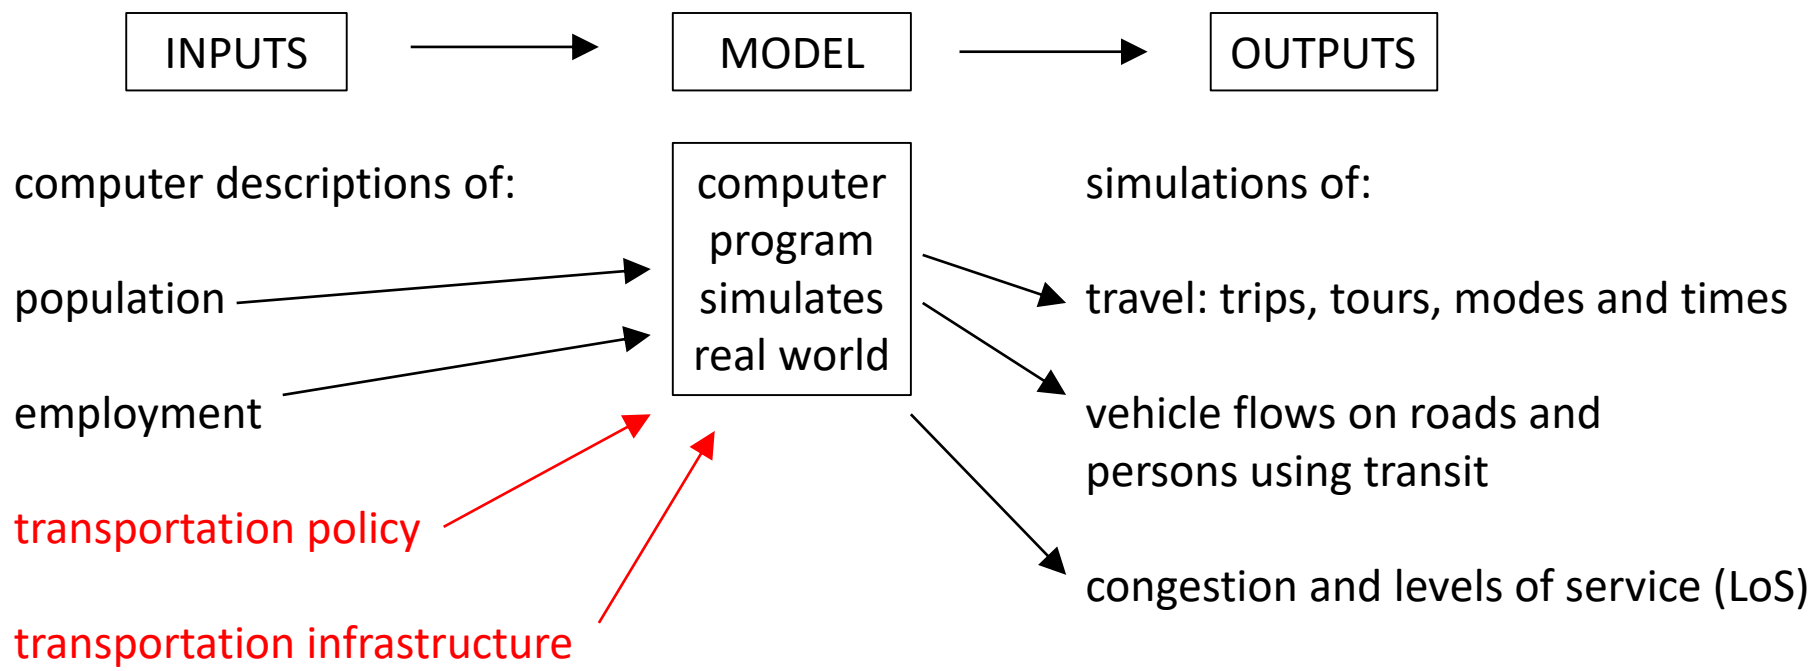 INPUTS
MODEL
OUTPUTS
computer descriptions of:
population
employment
transportation policy
transportation infrastructure
computer
program
simulates
real world
simulations of:
travel: trips, tours, modes and times
vehicle flows on roads and
persons using transit
congestion and levels of service (LoS)